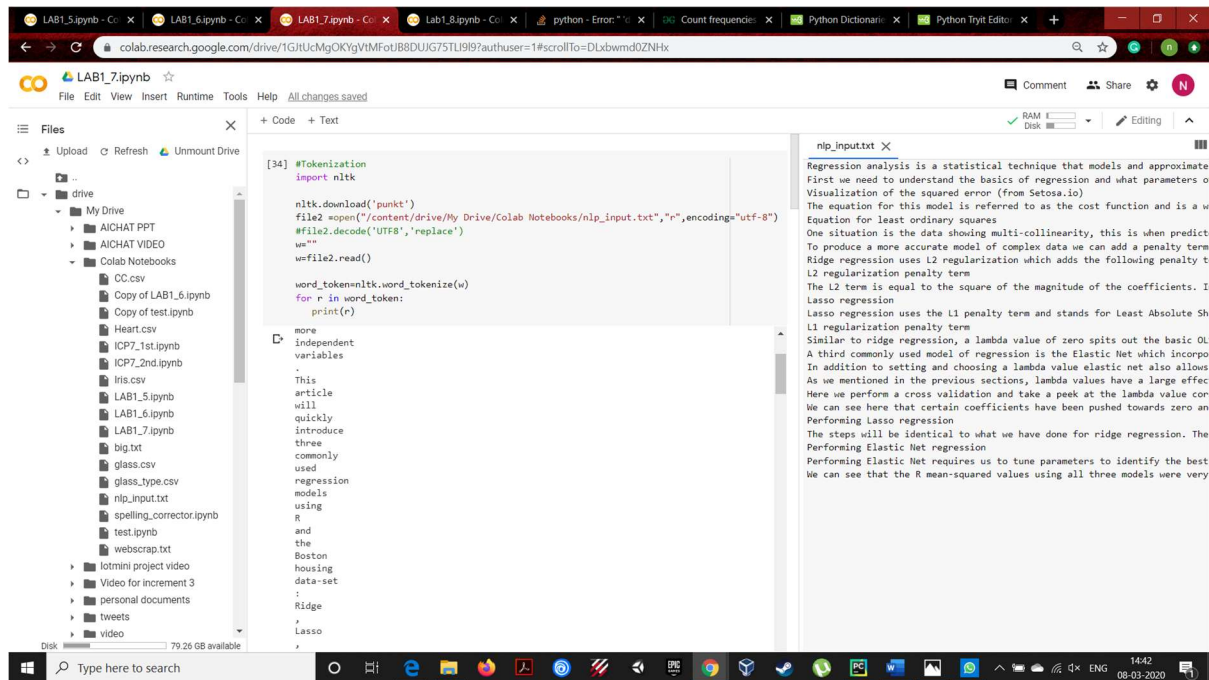 LAB1_5.ipynb - Co
LAB1_6.ipynb - Co
LAB1_7.ipynb - Co
Lab1_8.ipynb - Col
python - Error: " 'd
Count frequencies
Python Dictionarie
Python Tryit Editor
colab.research.google.com/drive/1GJtUcMgOKYgVtMFotJB8DUJG75TLI9I9?authuser=1#scrollTo=DLxbwmd0ZNHx
LAB1_7.ipynb
File Edit View Insert Runtime Tools Help All changes saved
Comment Share N
+ Code + Text
RAM
Disk
Editing
Files
Upload Refresh Unmount Drive
..
drive
My Drive
AICHAT PPT
AICHAT VIDEO
Colab Notebooks
CC.csv
Copy of LAB1_6.ipynb
Copy of test.ipynb
Heart.csv
ICP7_1st.ipynb
ICP7_2nd.ipynb
Iris.csv
LAB1_5.ipynb
LAB1_6.ipynb
LAB1_7.ipynb
big.txt
glass.csv
glass_type.csv
nlp_input.txt
spelling_corrector.ipynb
test.ipynb
webscrap.txt
Iotmini project video
Video for increment 3
personal documents
tweets
video
Disk 79.26 GB available
[34] #Tokenization
import nltk
nltk.download('punkt')
file2 =open("/content/drive/My Drive/Colab Notebooks/nlp_input.txt","r",encoding="utf-8")
#file2.decode('UTF8','replace')
w=""
w=file2.read()
word_token=nltk.word_tokenize(w)
for r in word_token:
print(r)
more
independent
variables
.
This
article
will
quickly
introduce
three
commonly
used
regression
models
using
R
and
the
Boston
housing
data-set
:
Ridge
,
Lasso
,
nlp_input.txt
Regression analysis is a statistical technique that models and approximate
First we need to understand the basics of regression and what parameters o
Visualization of the squared error (from Setosa.io)
The equation for this model is referred to as the cost function and is a w
Equation for least ordinary squares
One situation is the data showing multi-collinearity, this is when predict
To produce a more accurate model of complex data we can add a penalty term
Ridge regression uses L2 regularization which adds the following penalty t
L2 regularization penalty term
The L2 term is equal to the square of the magnitude of the coefficients. I
Lasso regression
Lasso regression uses the L1 penalty term and stands for Least Absolute Sh
L1 regularization penalty term
Similar to ridge regression, a lambda value of zero spits out the basic OL
A third commonly used model of regression is the Elastic Net which incorpo
In addition to setting and choosing a lambda value elastic net also allows
As we mentioned in the previous sections, lambda values have a large effec
Here we perform a cross validation and take a peek at the lambda value cor
We can see here that certain coefficients have been pushed towards zero an
Performing Lasso regression
The steps will be identical to what we have done for ridge regression. The
Performing Elastic Net regression
Performing Elastic Net requires us to tune parameters to identify the best
We can see that the R mean-squared values using all three models were very
Type here to search
ENG
14:42
08-03-2020